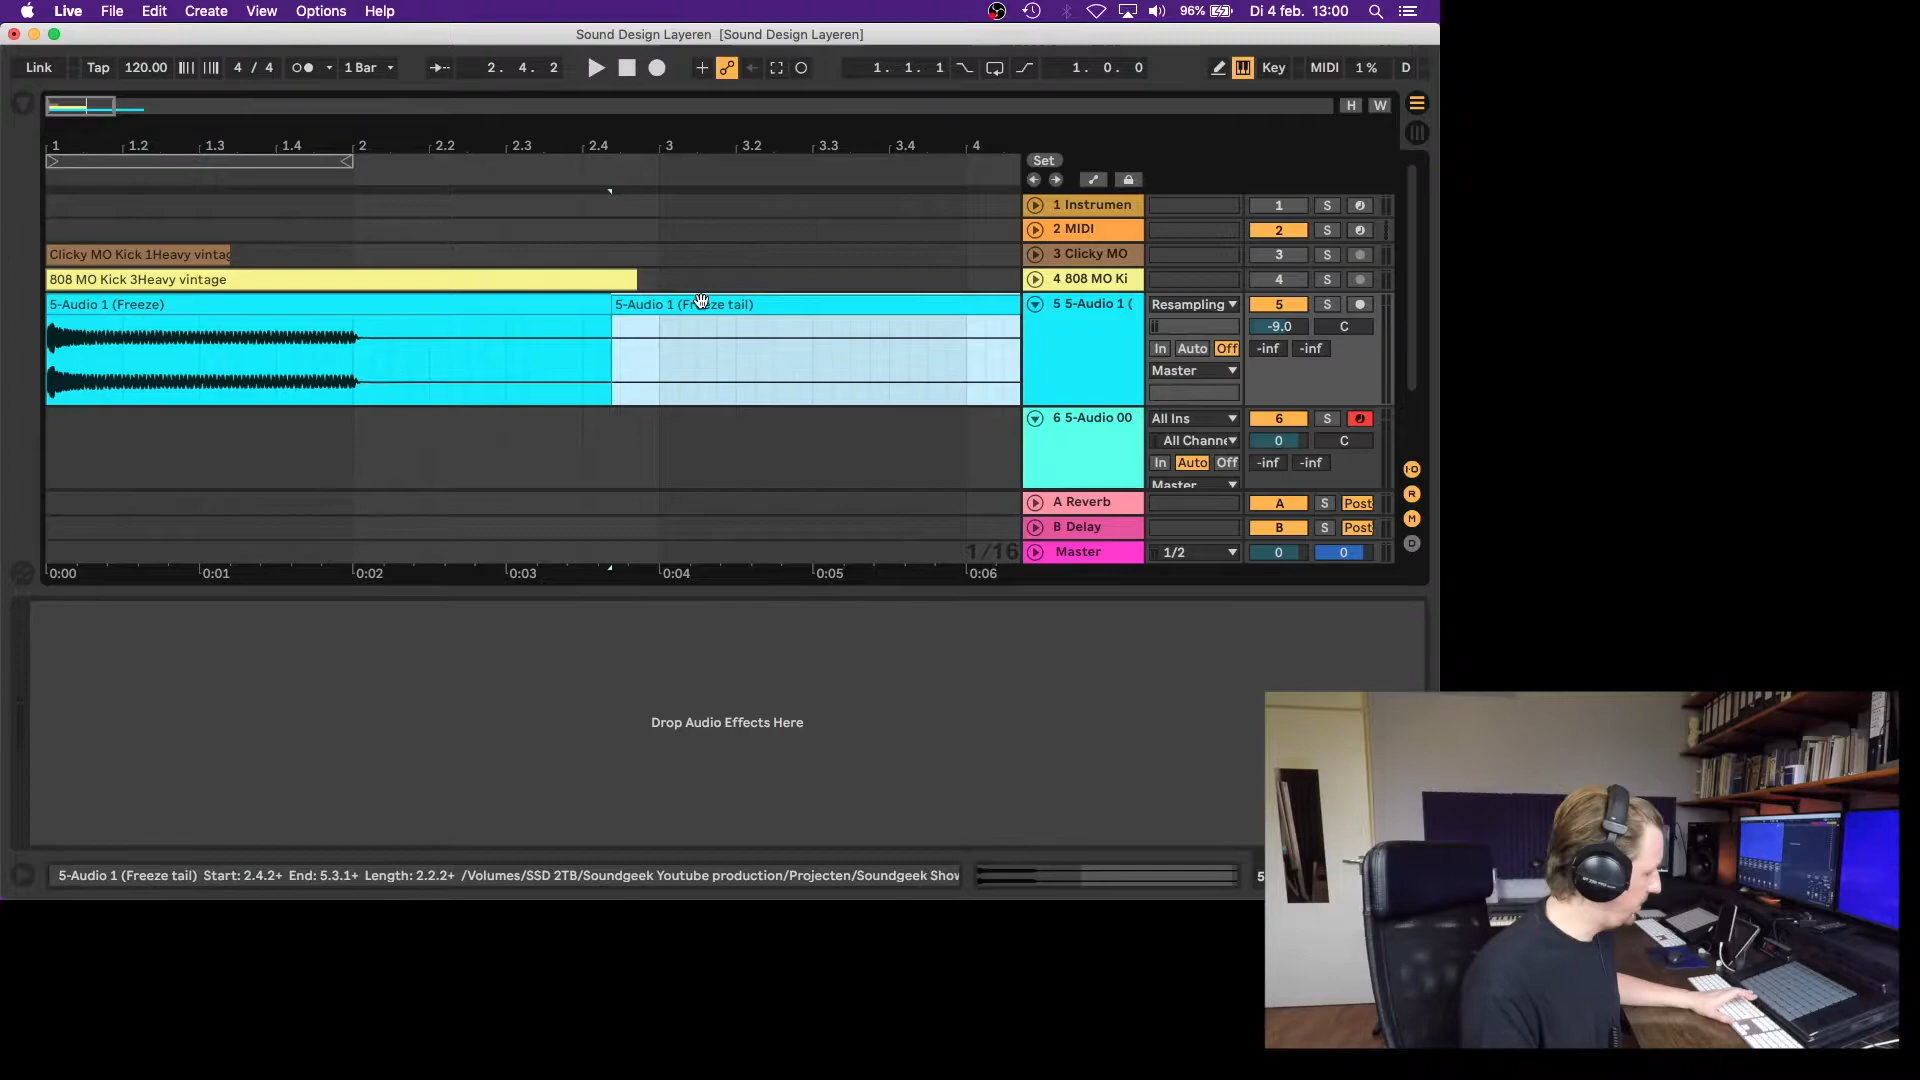 Live File Edit Create View Options Help 96% Di 4 feb. 13:00
Sound Design Layeren [Sound Design Layeren]
Link Tap 120.00 4 / 4 1 Bar 2. 4. 2 1. 1. 1 1. 0. 0 Key MIDI 1 % D
H W
1 1.2 1.3 1.4 2 2.2 2.3 2.4 3 3.2 3.3 3.4 4
Set
1 Instrumen 1 S
2 MIDI 2 S
Clicky MO Kick 1Heavy vintag 3 Clicky MO 3 S
808 MO Kick 3Heavy vintage 4 808 MO Ki 4 S
5-Audio 1 (Freeze) 5-Audio 1 (Freeze tail) 5 5-Audio 1 ( Resampling 5 S
-9.0 C
In Auto Off -inf -inf
Master
6 5-Audio 00 All Ins 6 S
All Channe 0 C
In Auto Off -inf -inf
Master
A Reverb A S Post
B Delay B S Post
1/16 Master 1/2 0 0
0:00 0:01 0:02 0:03 0:04 0:05 0:06
I·O
R
M
D
Drop Audio Effects Here
5-Audio 1 (Freeze tail) Start: 2.4.2+ End: 5.3.1+ Length: 2.2.2+ /Volumes/SSD 2TB/Soundgeek Youtube production/Projecten/Soundgeek Show 5